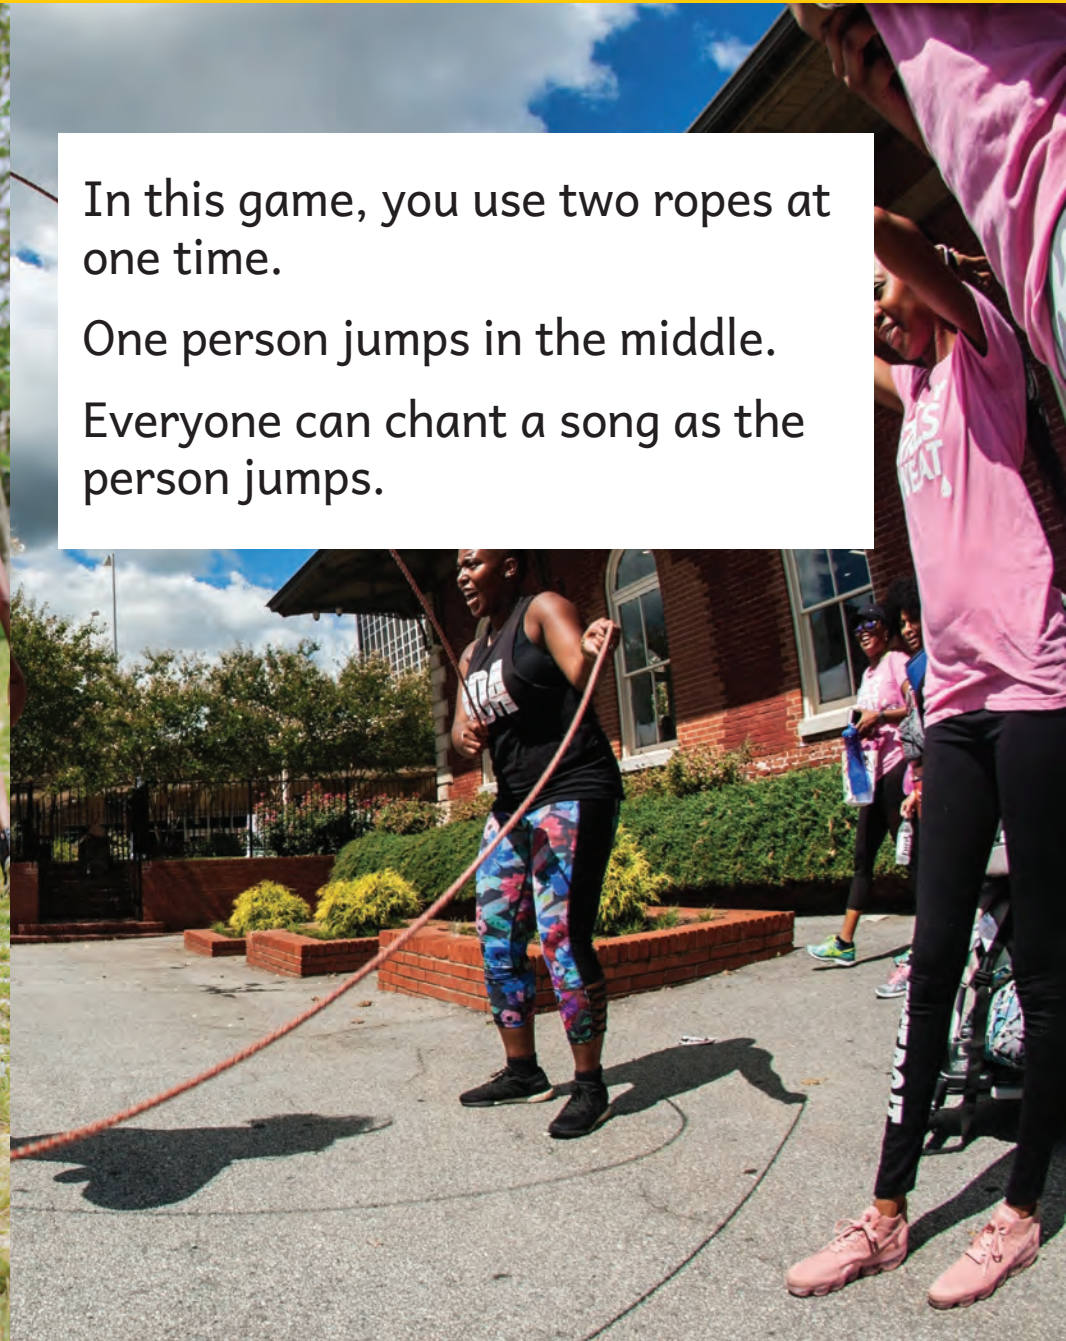 In this game, you use two ropes at
one time.
One person jumps in the middle.
Everyone can chant a song as the
person jumps.